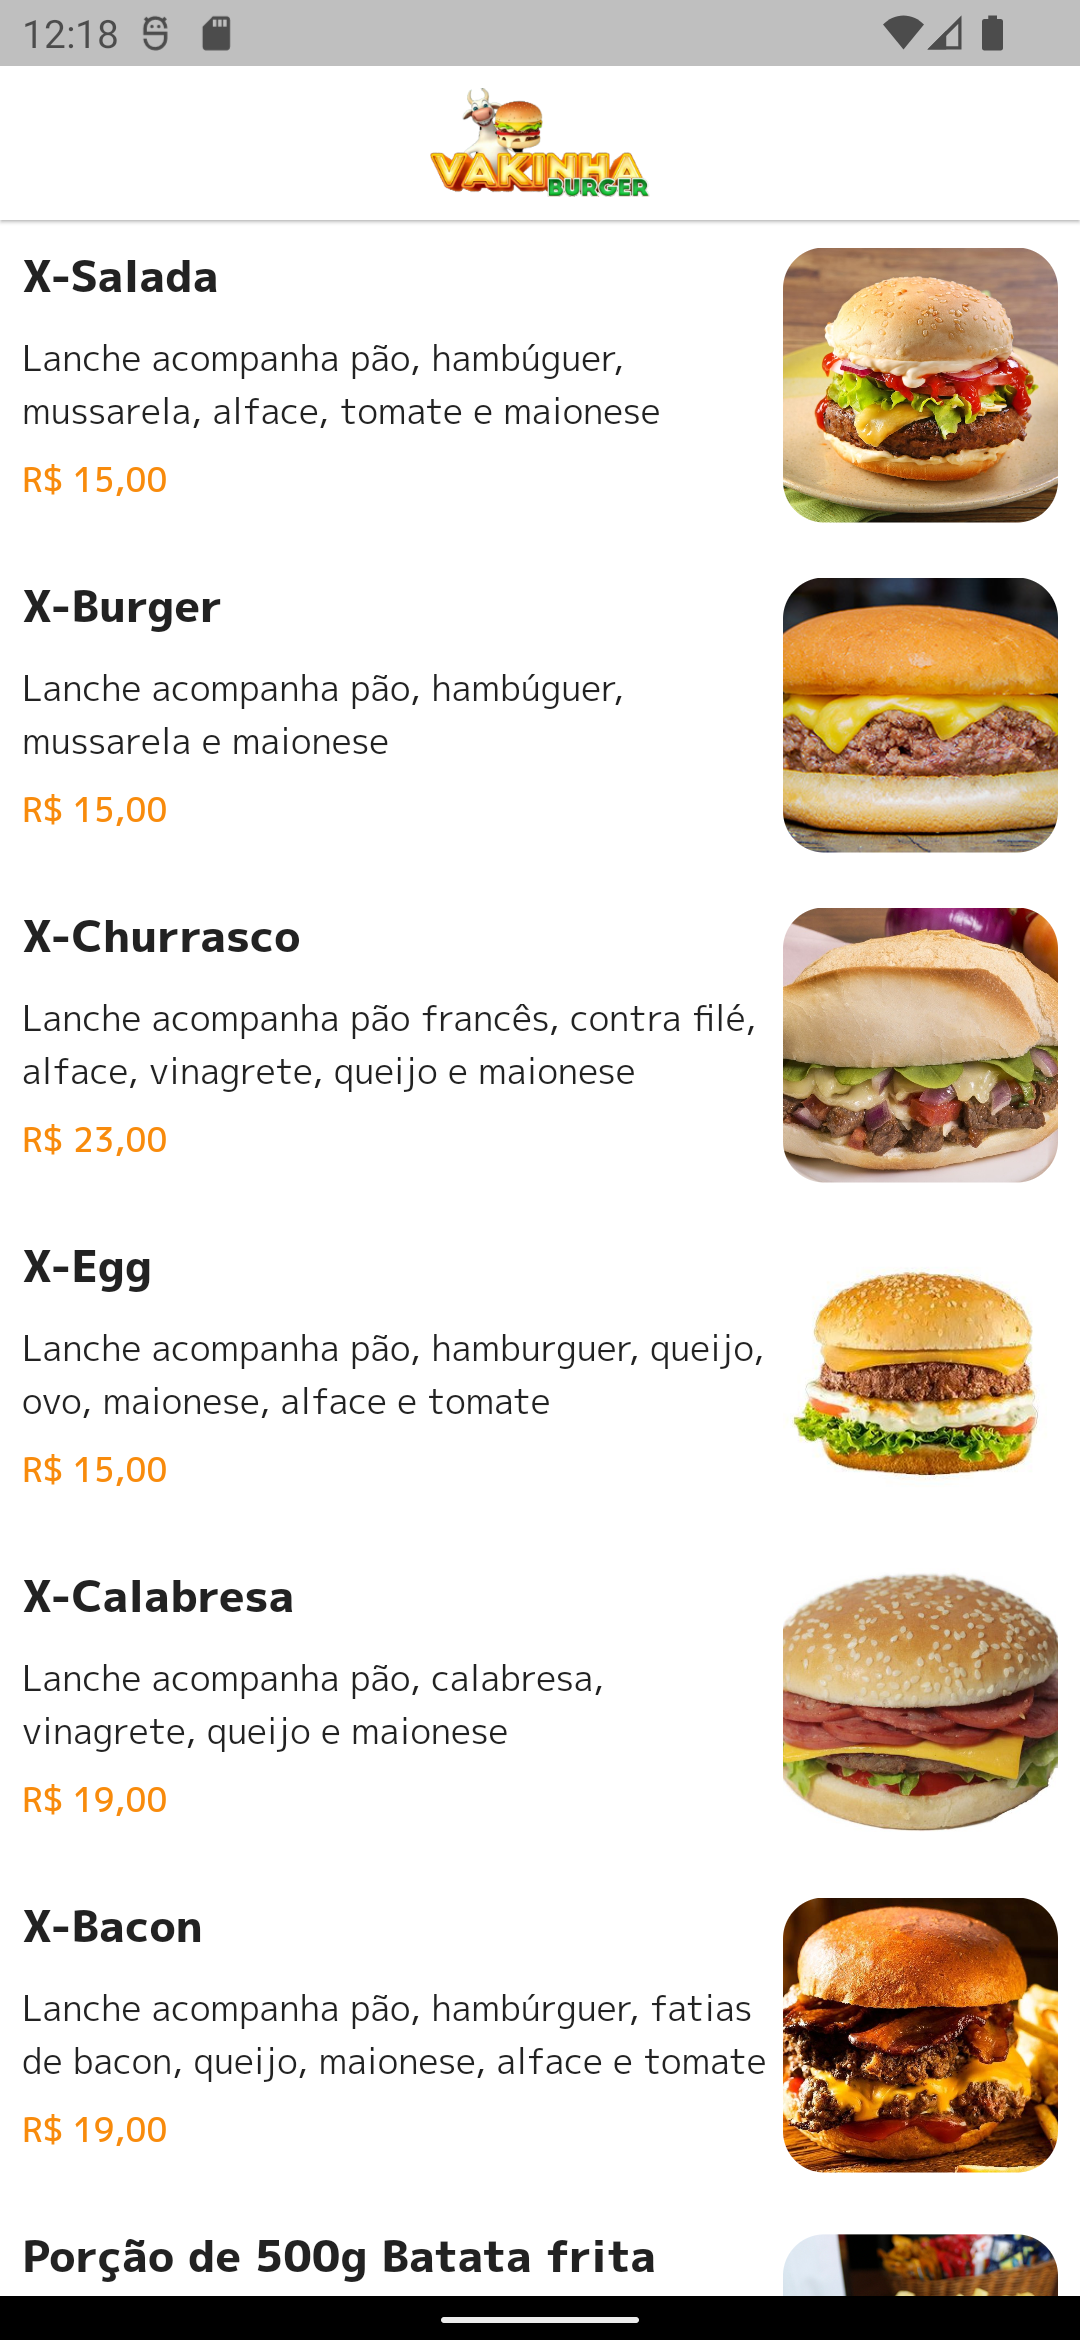 12:18
VAKINHA
BURGER
X-Salada
Lanche acompanha pão, hambúguer,
mussarela, alface, tomate e maionese
R$ 15,00
X-Burger
Lanche acompanha pão, hambúguer,
mussarela e maionese
R$ 15,00
X-Churrasco
Lanche acompanha pão francês, contra filé,
alface, vinagrete, queijo e maionese
R$ 23,00
X-Egg
Lanche acompanha pão, hamburguer, queijo,
ovo, maionese, alface e tomate
R$ 15,00
X-Calabresa
Lanche acompanha pão, calabresa,
vinagrete, queijo e maionese
R$ 19,00
X-Bacon
Lanche acompanha pão, hambúrguer, fatias
de bacon, queijo, maionese, alface e tomate
R$ 19,00
Porção de 500g Batata frita